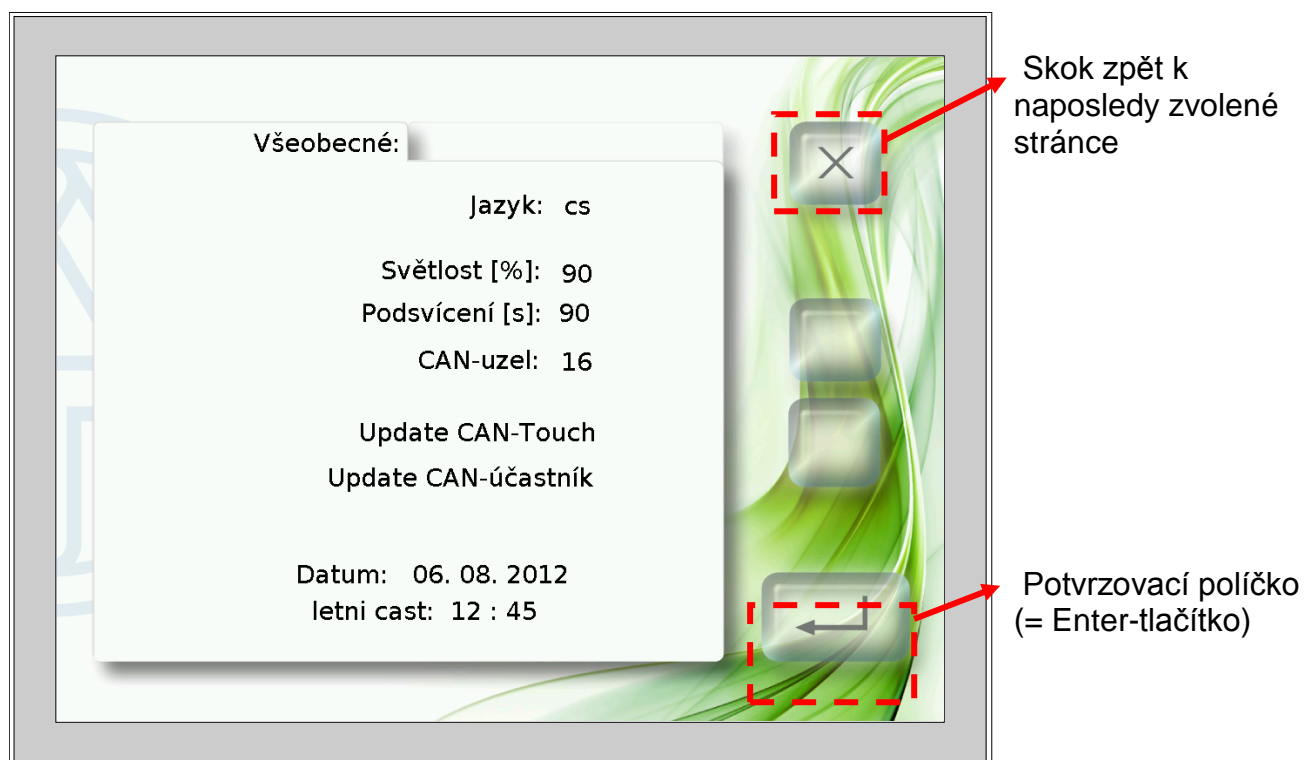 Všeobecné:
Jazyk: cs
Světlost [%]: 90
Podsvícení [s]: 90
CAN-uzel: 16
Update CAN-Touch
Update CAN-účastník
Datum: 06. 08. 2012
letni cast: 12 : 45
X
Skok zpět k
naposledy zvolené
stránce
Potvrzovací políčko
(= Enter-tlačítko)